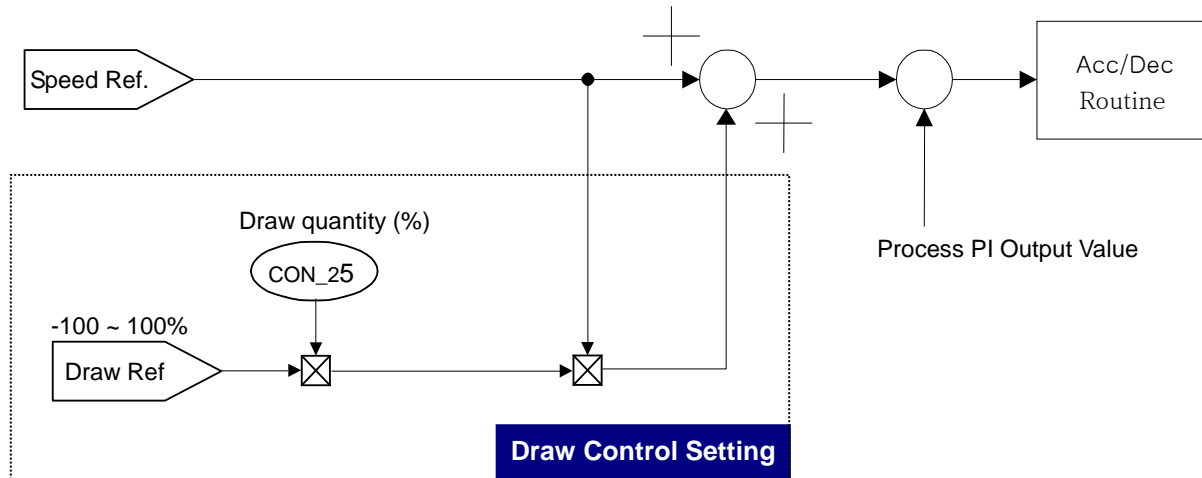 Speed Ref.
Acc/Dec
Routine
Draw quantity (%)
CON_25
Process PI Output Value
-100 ~ 100%
Draw Ref
Draw Control Setting